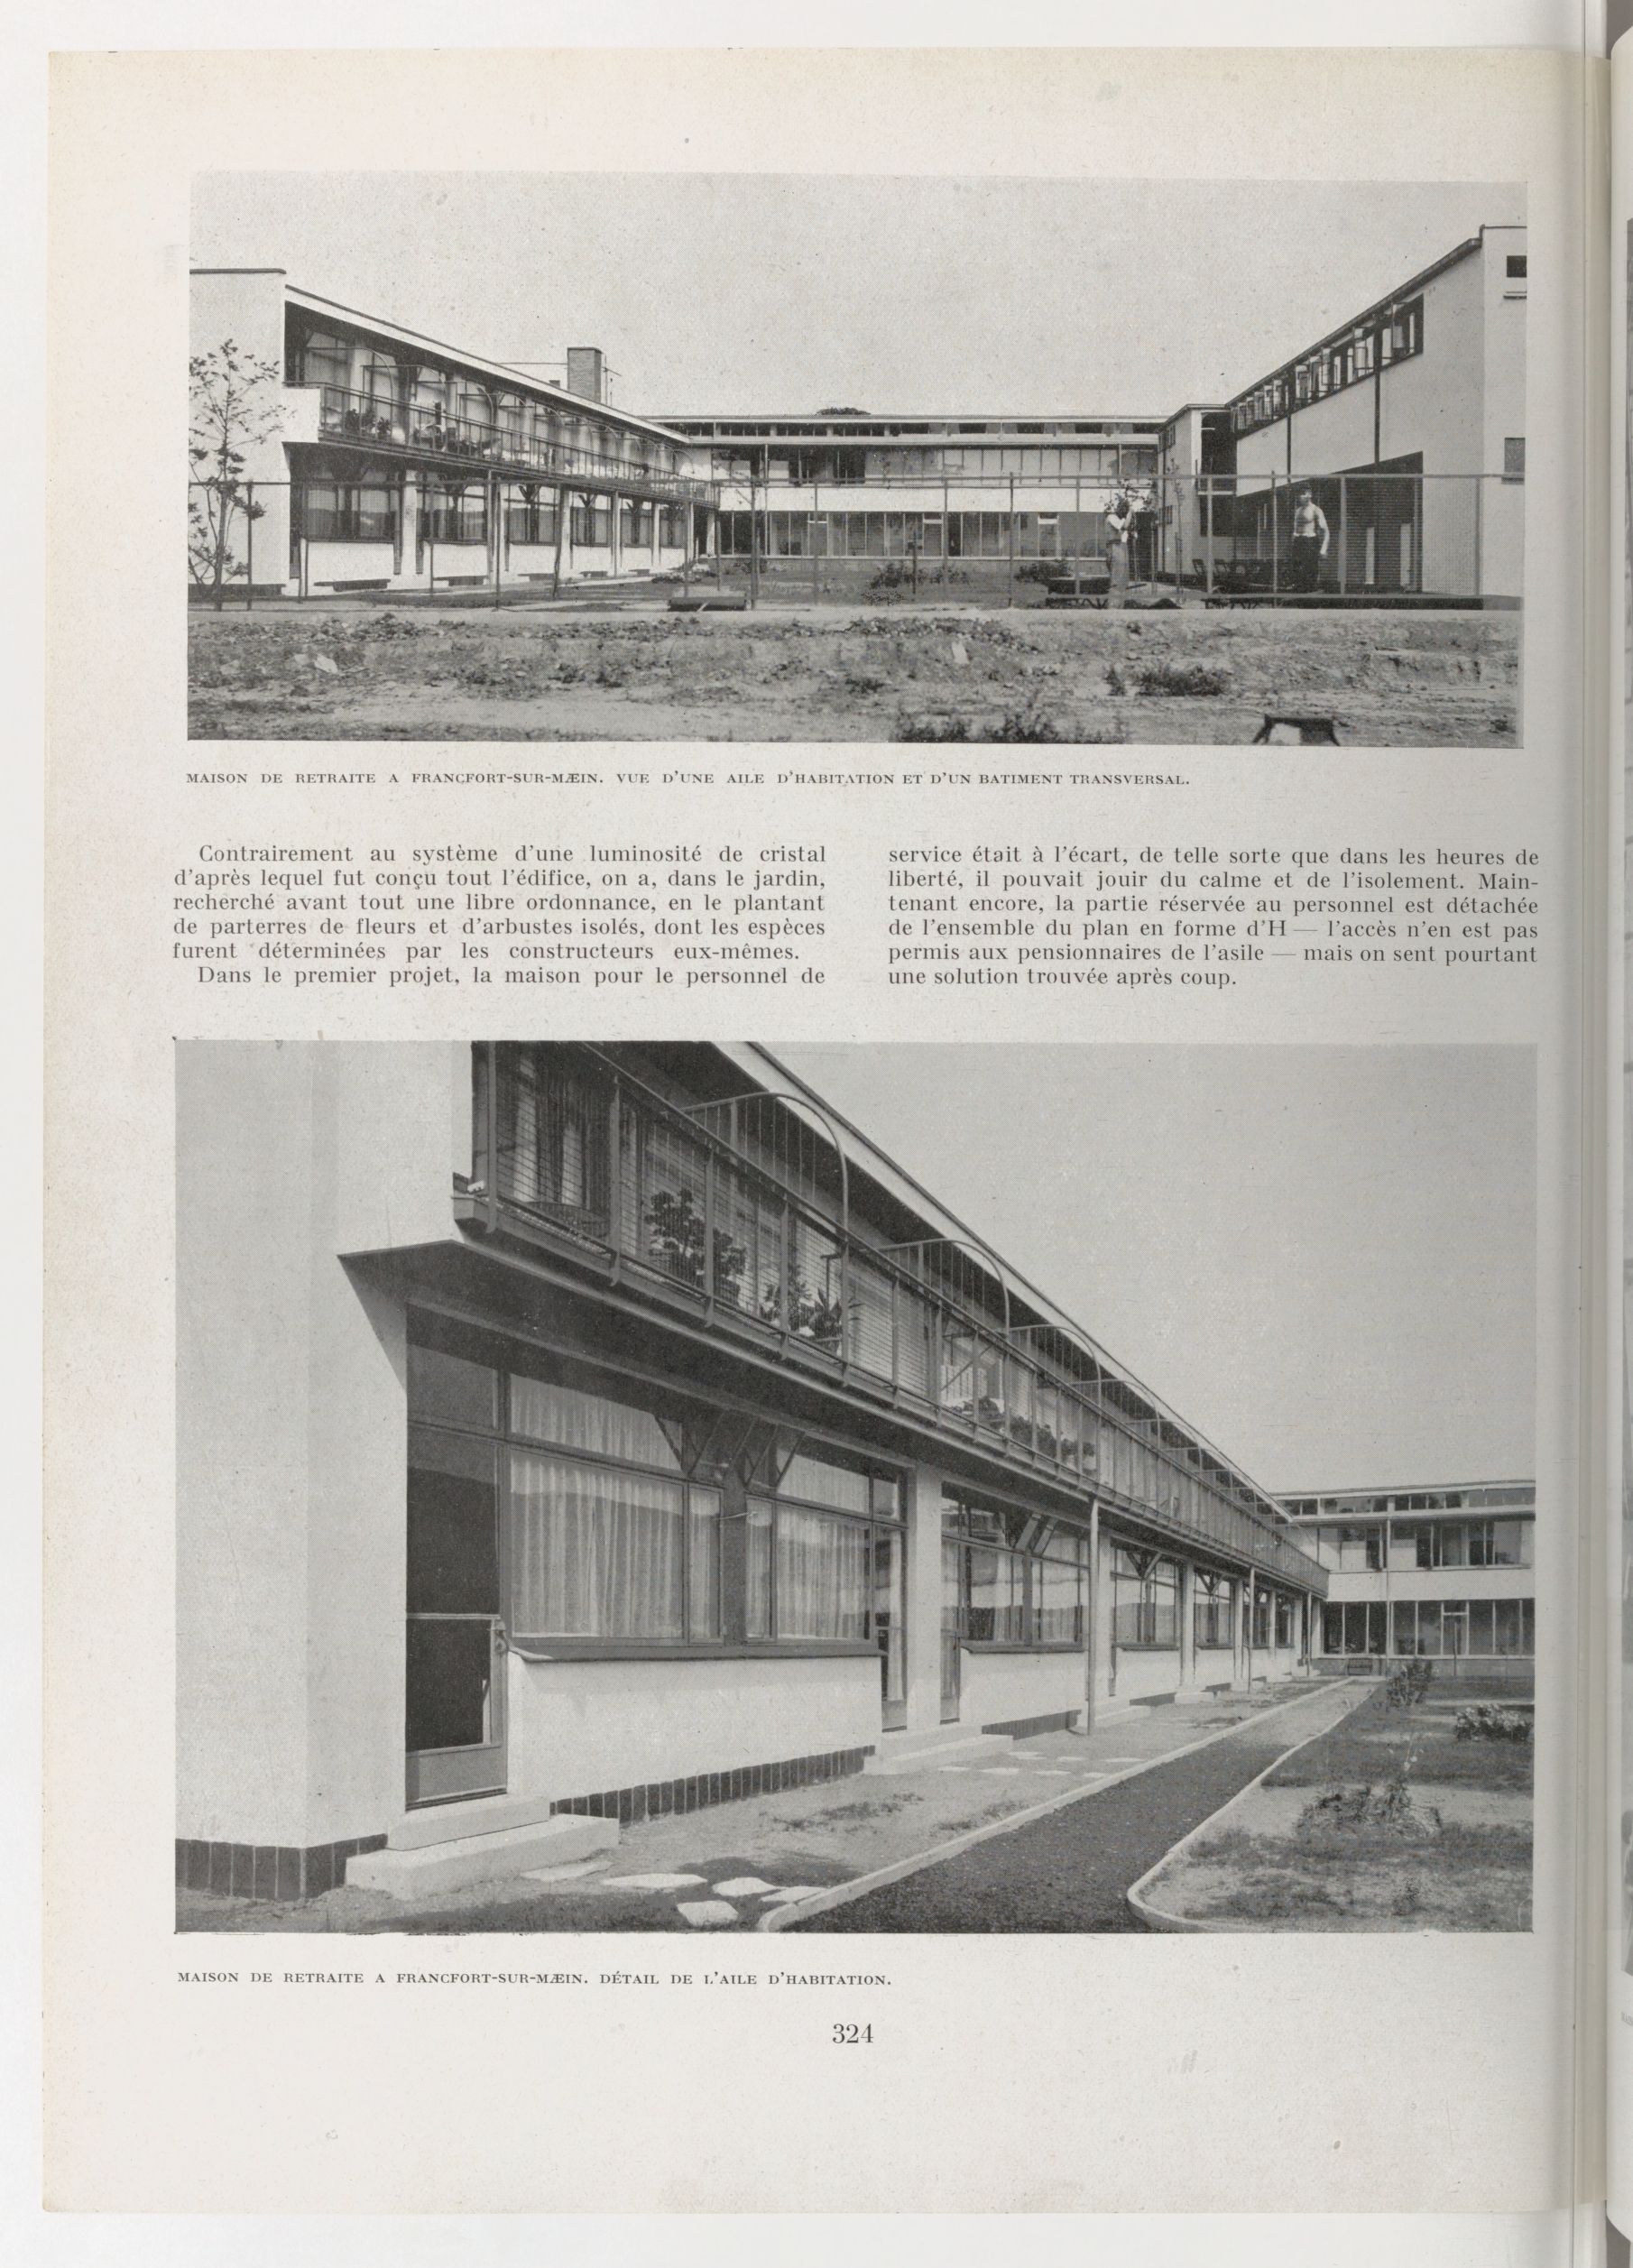 MAISON DE RETRAITE A FRANCFORT-SUR-MÆIN. VUE D'UNE AILE D'HABITATION ET D'UN BATIMENT TRANSVERSAL.
Contrairement au système d'une luminosité de cristal
d'après lequel fut conçu tout l'édifice, on a, dans le jardin,
recherché avant tout une libre ordonnance, en le plantant
de parterres de fleurs et d'arbustes isolés, dont les espèces
furent déterminées par les constructeurs eux-mêmes.
Dans le premier projet, la maison pour le personnel de
service était à l'écart, de telle sorte que dans les heures de
liberté, il pouvait jouir du calme et de l'isolement. Main-
tenant encore, la partie réservée au personnel est détachée
de l'ensemble du plan en forme d'H — l'accès n'en est pas
permis aux pensionnaires de l'asile — mais on sent pourtant
une solution trouvée après coup.
MAISON DE RETRAITE A FRANCFORT-SUR-MÆIN. DÉTAIL DE L'AILE D'HABITATION.
324